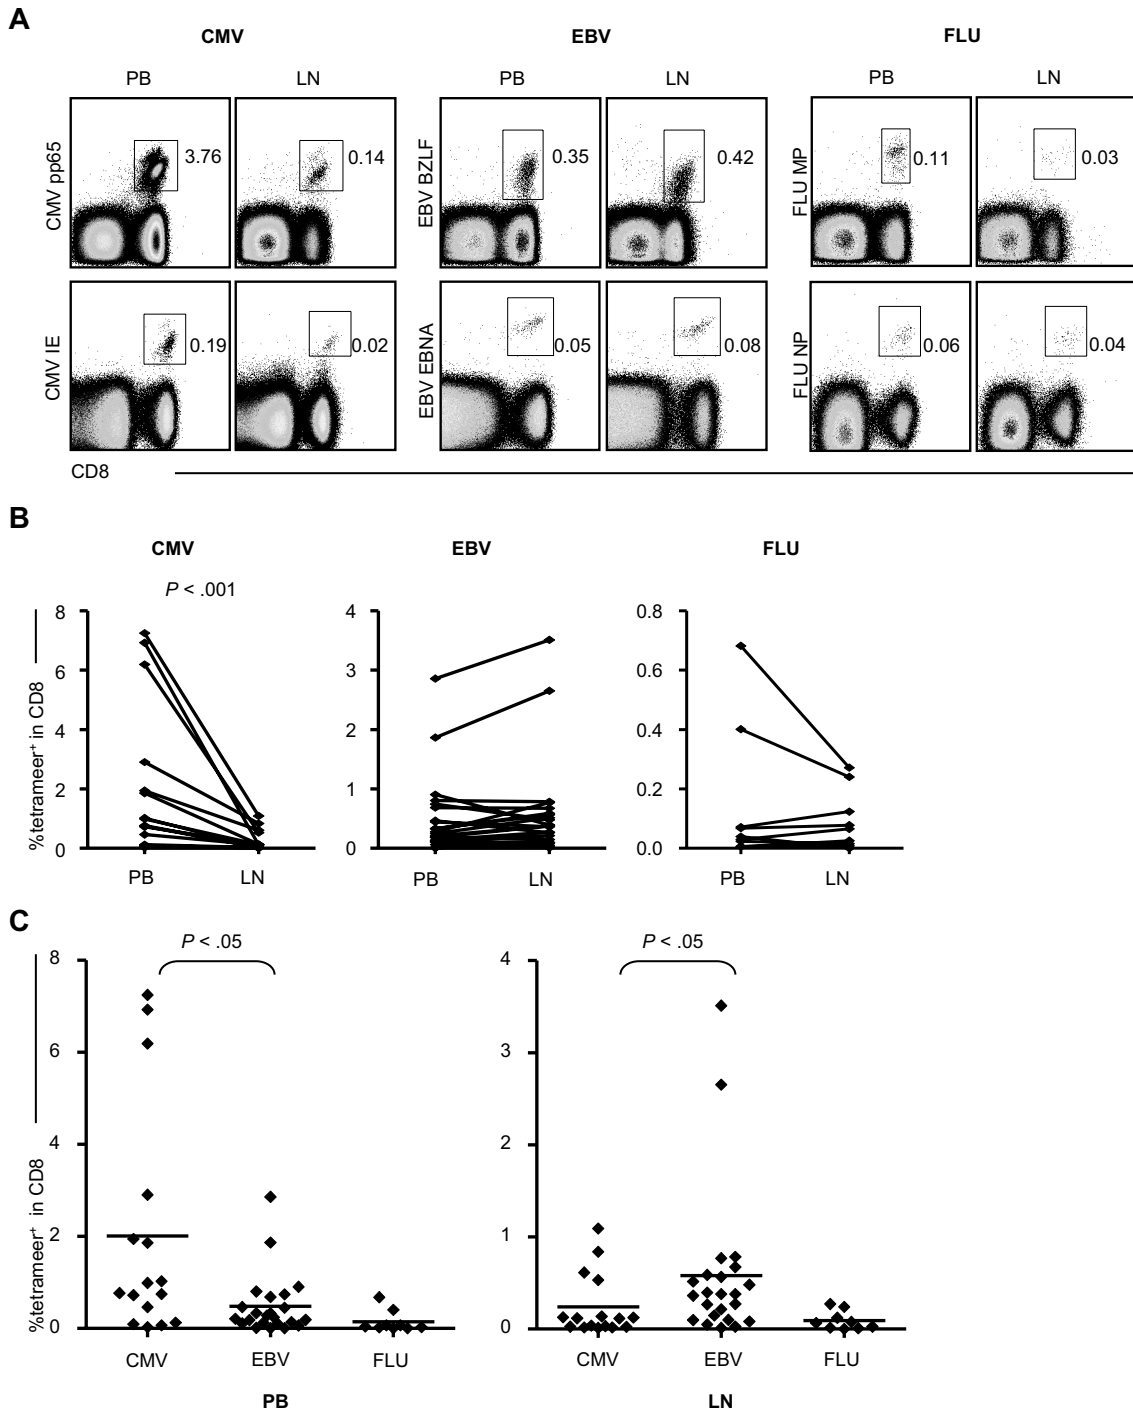 A
CMV EBV FLU
PB LN PB LN PB LN
CMV pp65 3.76 0.14 EBV BZLF 0.35 0.42 FLU MP 0.11 0.03
CMV IE 0.19 0.02 EBV EBNA 0.05 0.08 FLU NP 0.06 0.04
CD8
B
CMV EBV FLU
P < .001
%tetrameer+ in CD8
8 4 0.8
6 3 0.6
4 2 0.4
2 1 0.2
0 0 0.0
PB LN PB LN PB LN
C
P < .05 P < .05
%tetrameer+ in CD8
8 4
6 3
4 2
2 1
0 0
CMV EBV FLU CMV EBV FLU
PB LN